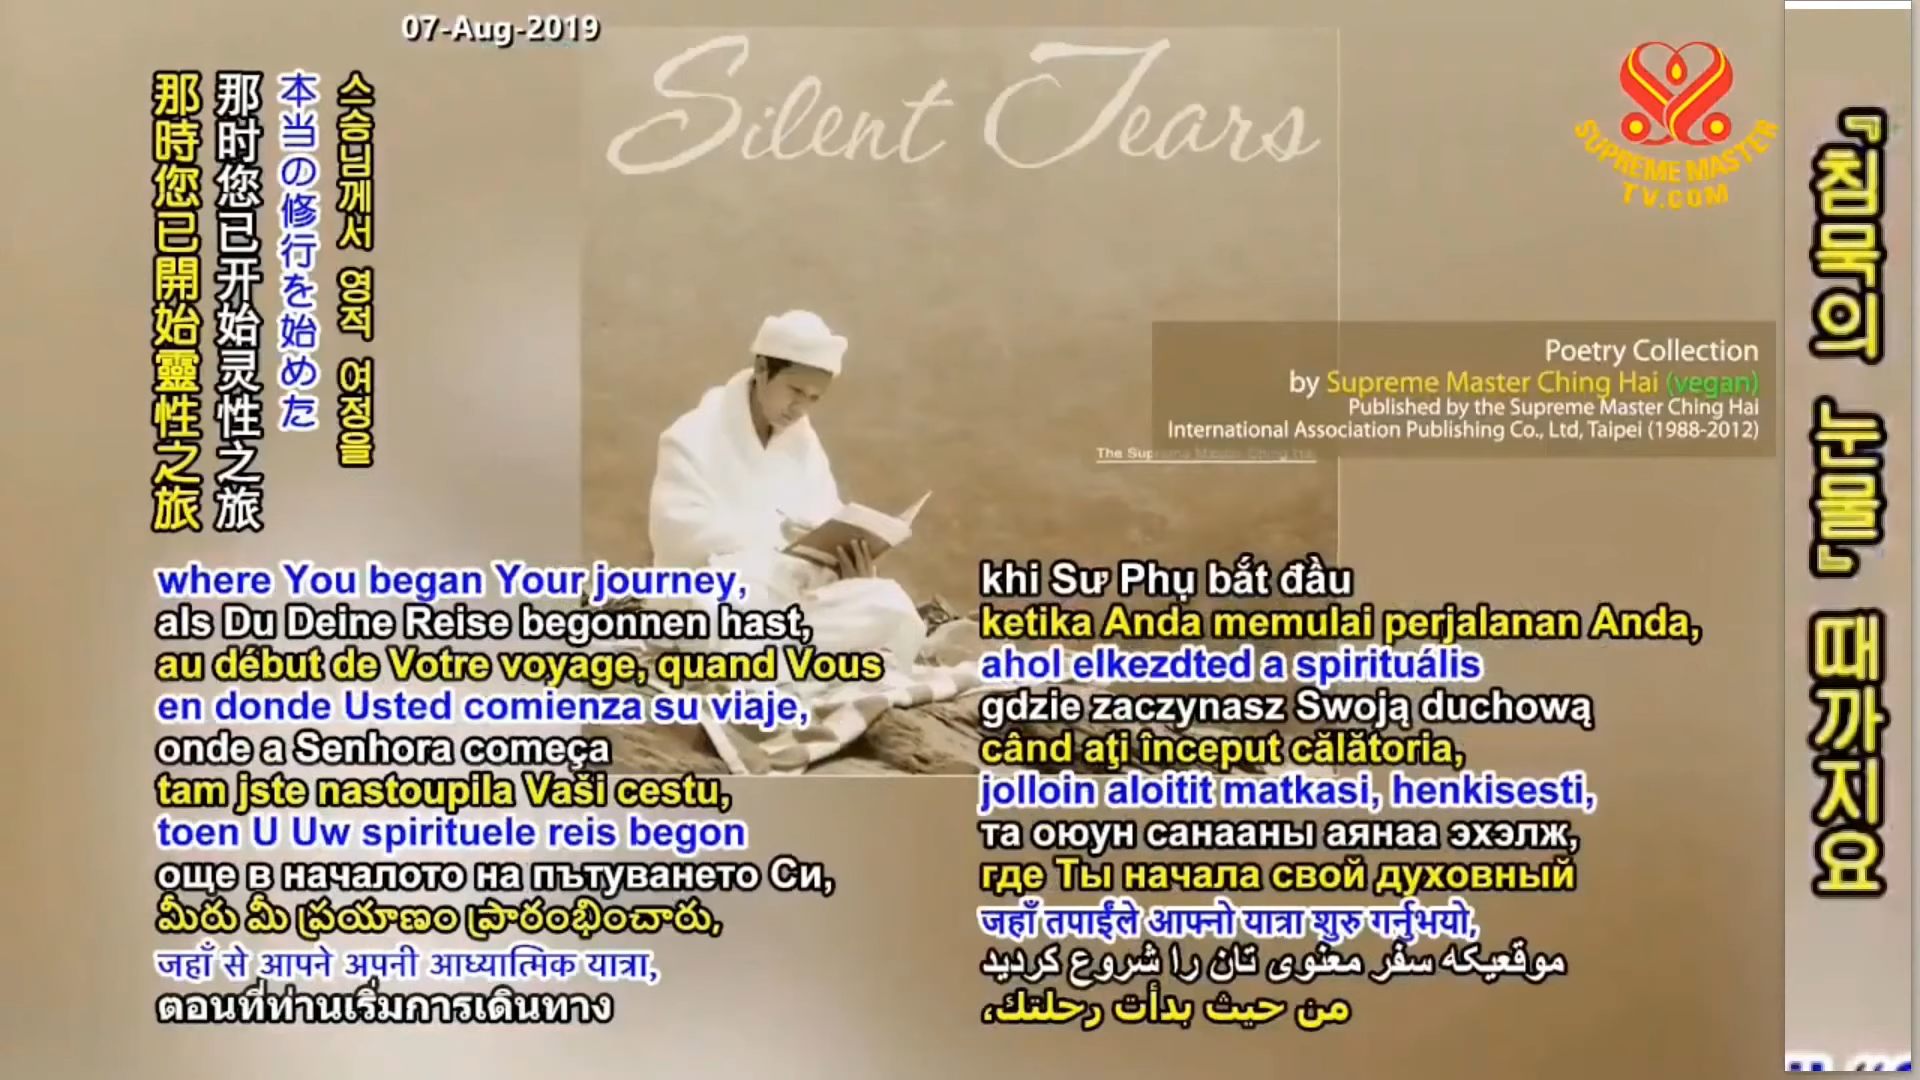 07-Aug-2019
Silent Tears
SUPREME MASTER
TV.COM
那時您已開始靈性之旅
那时您已开始灵性之旅
本当の修行を始めた
스승님께서 영적 여정을
『침묵의 눈물』 때까지요
Poetry Collection
by Supreme Master Ching Hai (vegan)
Published by the Supreme Master Ching Hai
International Association Publishing Co., Ltd, Taipei (1988-2012)
The Supreme Master Ching Hai
where You began Your journey,
als Du Deine Reise begonnen hast,
au début de Votre voyage, quand Vous
en donde Usted comienza su viaje,
onde a Senhora começa
tam jste nastoupila Vaši cestu,
toen U Uw spirituele reis begon
още в началото на пътуването Си,
మీరు మీ ప్రయాణం ప్రారంభించారు,
जहाँ से आपने अपनी आध्यात्मिक यात्रा,
ตอนที่ท่านเริ่มการเดินทาง
khi Sư Phụ bắt đầu
ketika Anda memulai perjalanan Anda,
ahol elkezdted a spirituális
gdzie zaczynasz Swoją duchową
când aţi început călătoria,
jolloin aloitit matkasi, henkisesti,
та оюун санааны аянаа эхэлж,
где Ты начала свой духовный
जहाँ तपाईंले आफ्नो यात्रा शुरु गर्नुभयो,
موقعیکه سفر معنوی تان را شروع کردید
من حيث بدأت رحلتك،